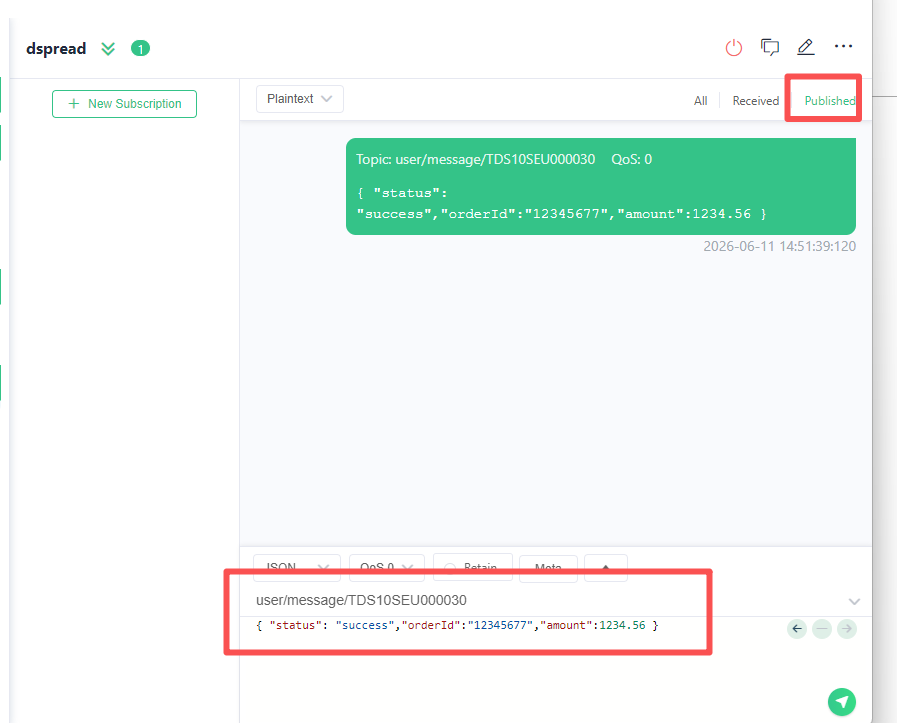 dspread
1
+ New Subscription
Plaintext
All
Received
Published
Topic: user/message/TDS10SEU000030 QoS: 0
{ "status":
"success","orderId":"12345677","amount":1234.56 }
2026-06-11 14:51:39:120
JSON
QoS 0
Retain
Meta
user/message/TDS10SEU000030
{ "status": "success","orderId":"12345677","amount":1234.56 }